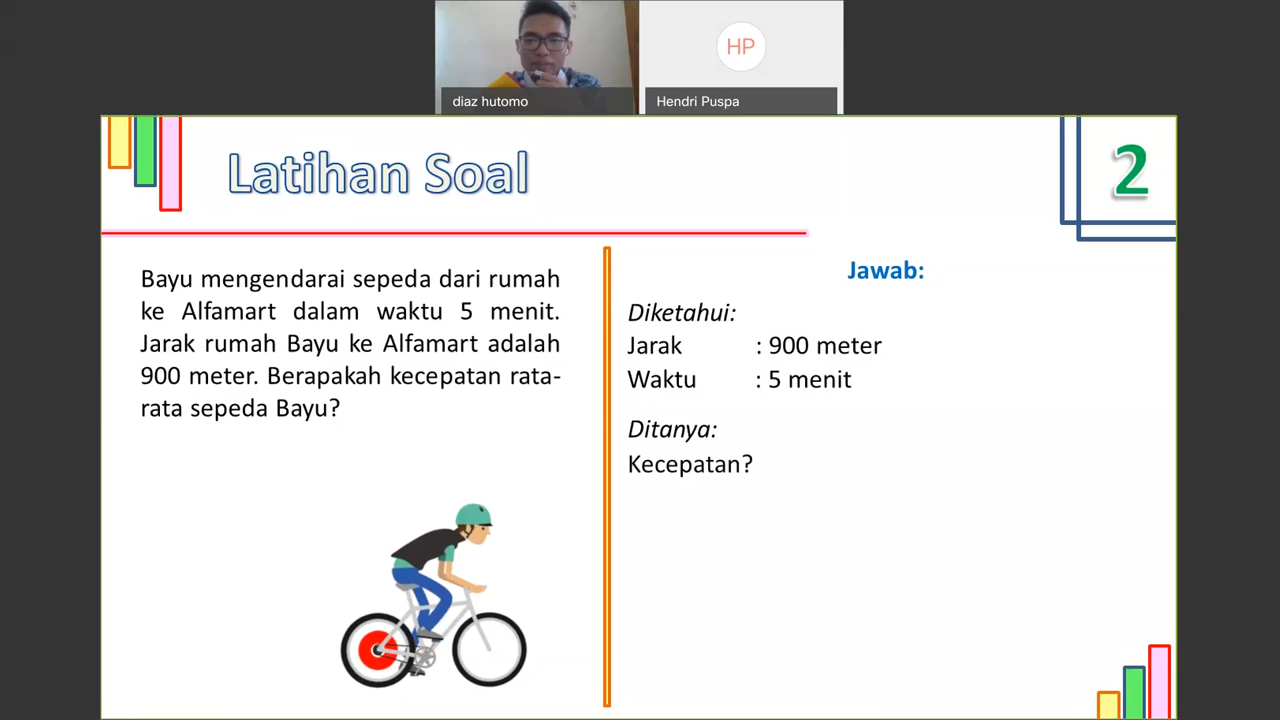 HP
diaz hutomo
Hendri Puspa
Latihan Soal
2
Bayu mengendarai sepeda dari rumah
ke Alfamart dalam waktu 5 menit.
Jarak rumah Bayu ke Alfamart adalah
900 meter. Berapakah kecepatan rata-
rata sepeda Bayu?
Jawab:
Diketahui:
Jarak : 900 meter
Waktu : 5 menit
Ditanya:
Kecepatan?